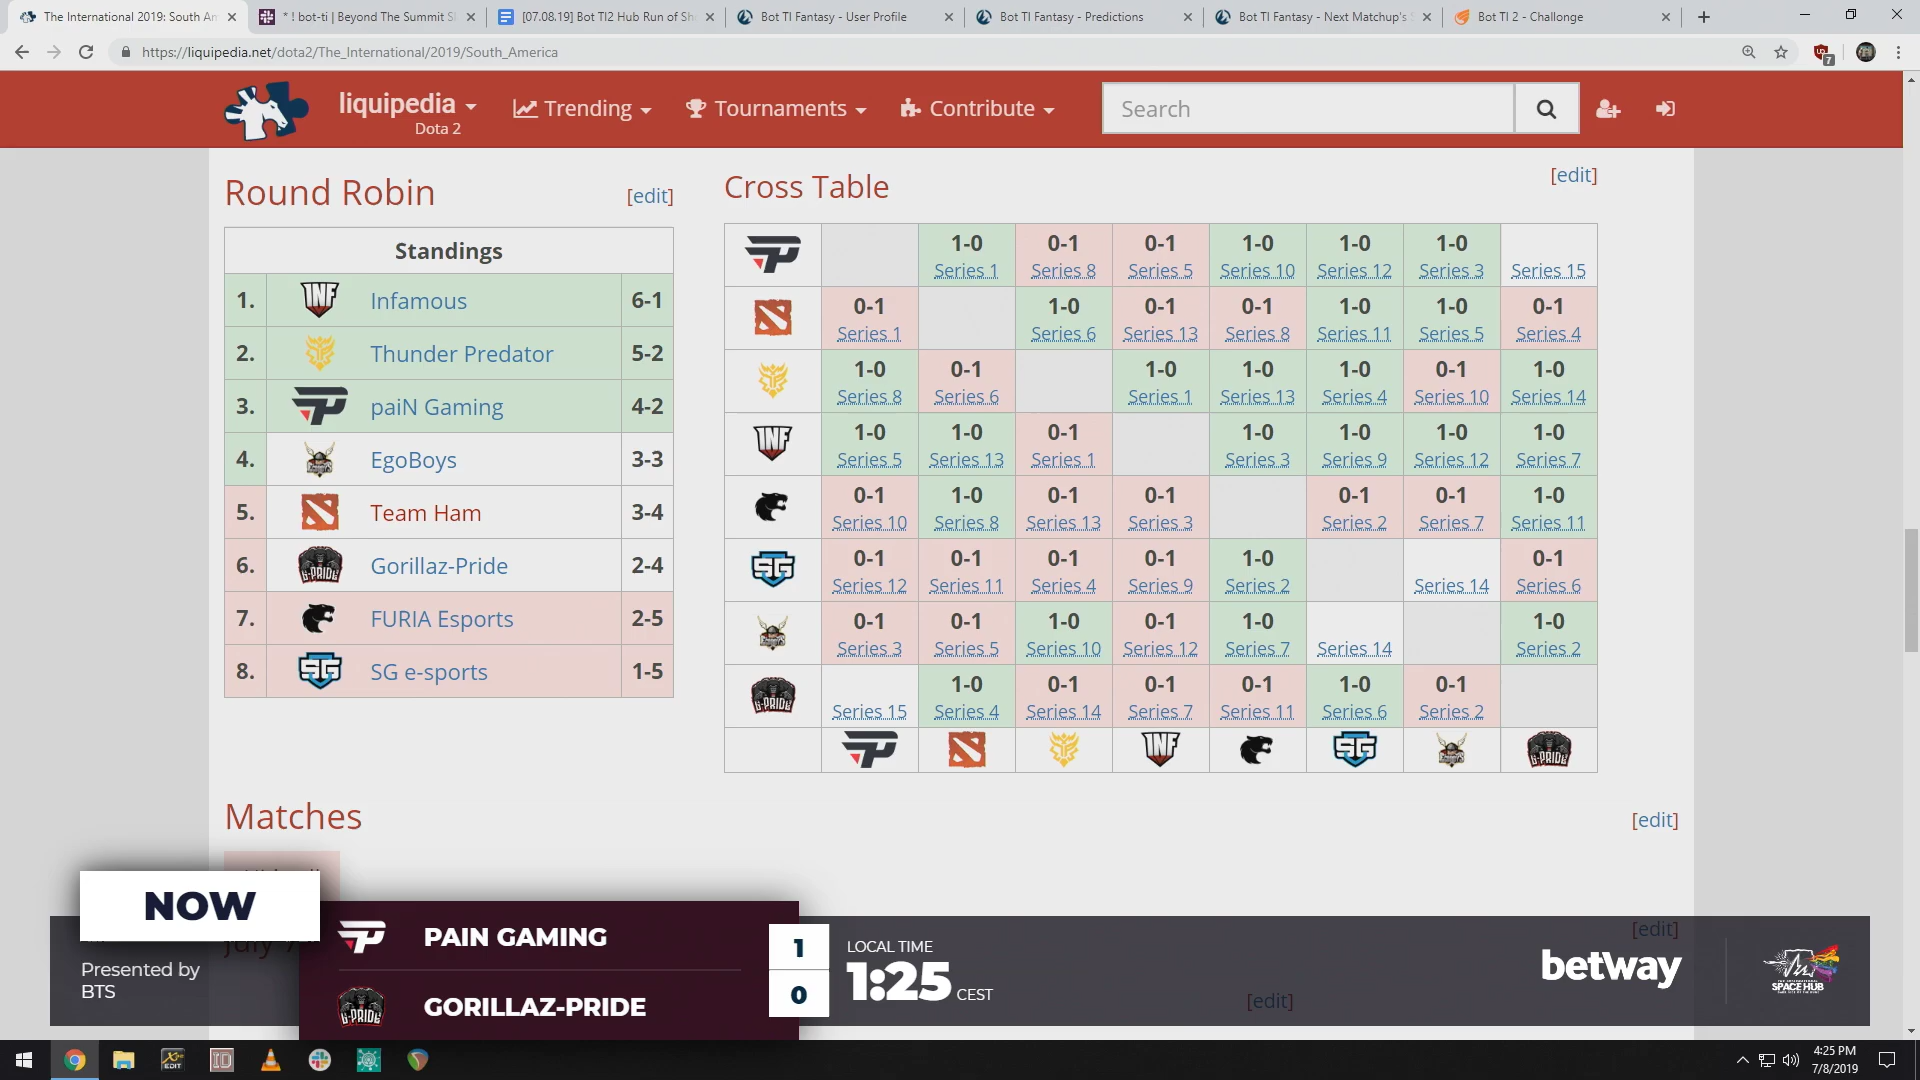 The International 2019: South An
* ! bot-ti | Beyond The Summit S
[07.08.19] Bot TI2 Hub Run of Sh
Bot TI Fantasy - User Profile
Bot TI Fantasy - Predictions
Bot TI Fantasy - Next Matchup's
Bot TI 2 - Challonge
https://liquipedia.net/dota2/The_International/2019/South_America
7
liquipedia
Dota 2
Trending
Tournaments
Contribute
Search
Round Robin
[edit]
Standings
1. INF Infamous 6-1
2. Thunder Predator 5-2
3. paiN Gaming 4-2
4. EgoBoys 3-3
5. Team Ham 3-4
6. G-PRIDE Gorillaz-Pride 2-4
7. FURIA Esports 2-5
8. SG SG e-sports 1-5
Cross Table
[edit]
1-0 0-1 0-1 1-0 1-0 1-0
Series 1 Series 8 Series 5 Series 10 Series 12 Series 3 Series 15
0-1 1-0 0-1 0-1 1-0 1-0 0-1
Series 1 Series 6 Series 13 Series 8 Series 11 Series 5 Series 4
1-0 0-1 1-0 1-0 1-0 0-1 1-0
Series 8 Series 6 Series 1 Series 13 Series 4 Series 10 Series 14
INF 1-0 1-0 0-1 1-0 1-0 1-0 1-0
Series 5 Series 13 Series 1 Series 3 Series 9 Series 12 Series 7
0-1 1-0 0-1 0-1 0-1 0-1 1-0
Series 10 Series 8 Series 13 Series 3 Series 2 Series 7 Series 11
SG 0-1 0-1 0-1 0-1 1-0 0-1
Series 12 Series 11 Series 4 Series 9 Series 2 Series 14 Series 6
0-1 0-1 1-0 0-1 1-0 1-0
Series 3 Series 5 Series 10 Series 12 Series 7 Series 14 Series 2
G-PRIDE 1-0 0-1 0-1 0-1 1-0 0-1
Series 15 Series 4 Series 14 Series 7 Series 11 Series 6 Series 2
INF SG G-PRIDE
Matches
[edit]
NOW
Presented by
BTS
PAIN GAMING 1
GORILLAZ-PRIDE 0
LOCAL TIME
1:25 CEST
[edit]
[edit]
betway
SPACE HUB
EDIT
4:25 PM
7/8/2019